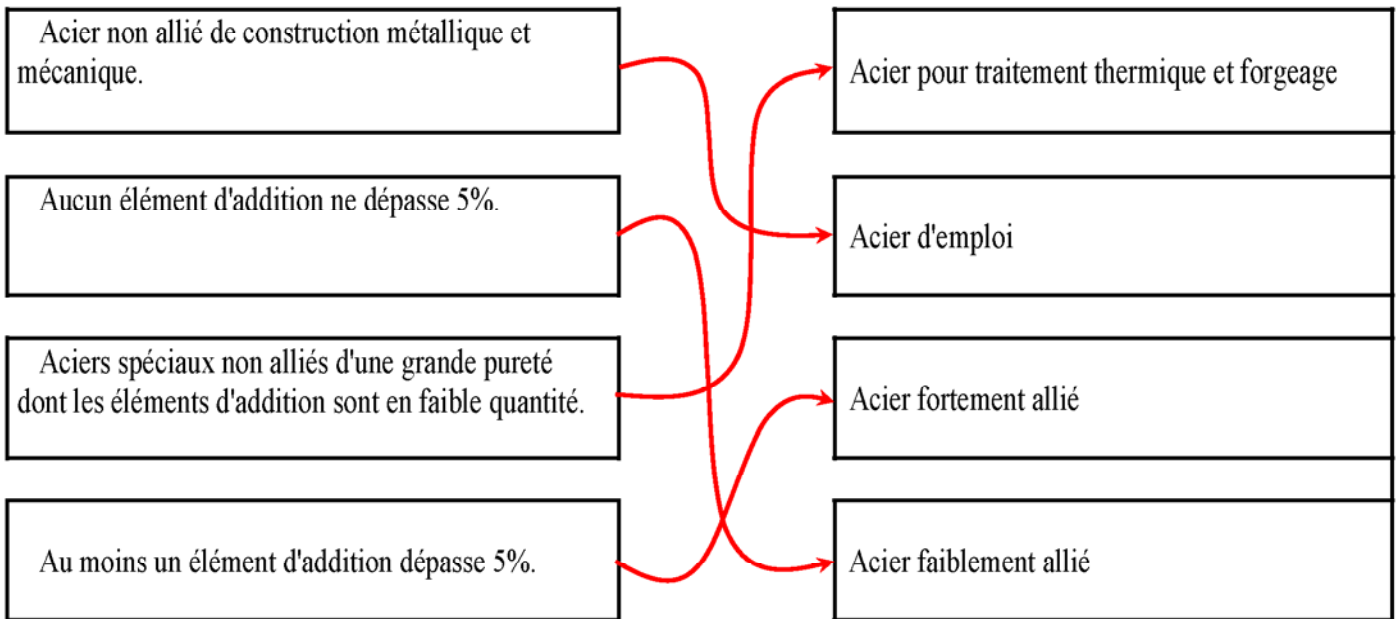 Acier non allié de construction métallique et
mécanique.
Acier pour traitement thermique et forgeage
Aucun élément d'addition ne dépasse 5%.
Acier d'emploi
Aciers spéciaux non alliés d'une grande pureté
dont les éléments d'addition sont en faible quantité.
Acier fortement allié
Au moins un élément d'addition dépasse 5%.
Acier faiblement allié